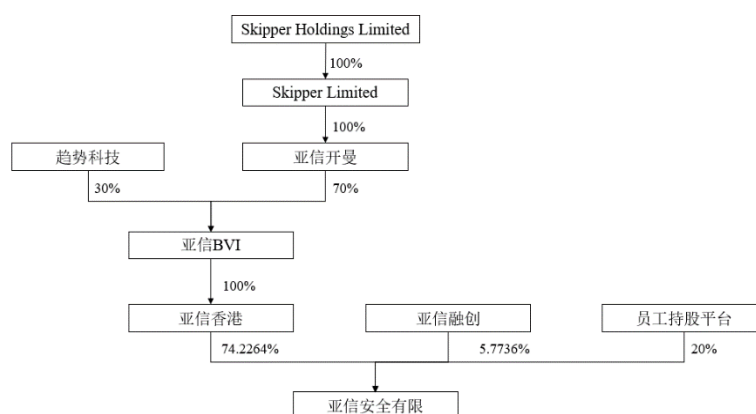 Skipper Holdings Limited
100%
Skipper Limited
100%
趋势科技
亚信开曼
30%
70%
亚信BVI
100%
亚信香港
亚信融创
员工持股平台
74.2264%
5.7736%
20%
亚信安全有限